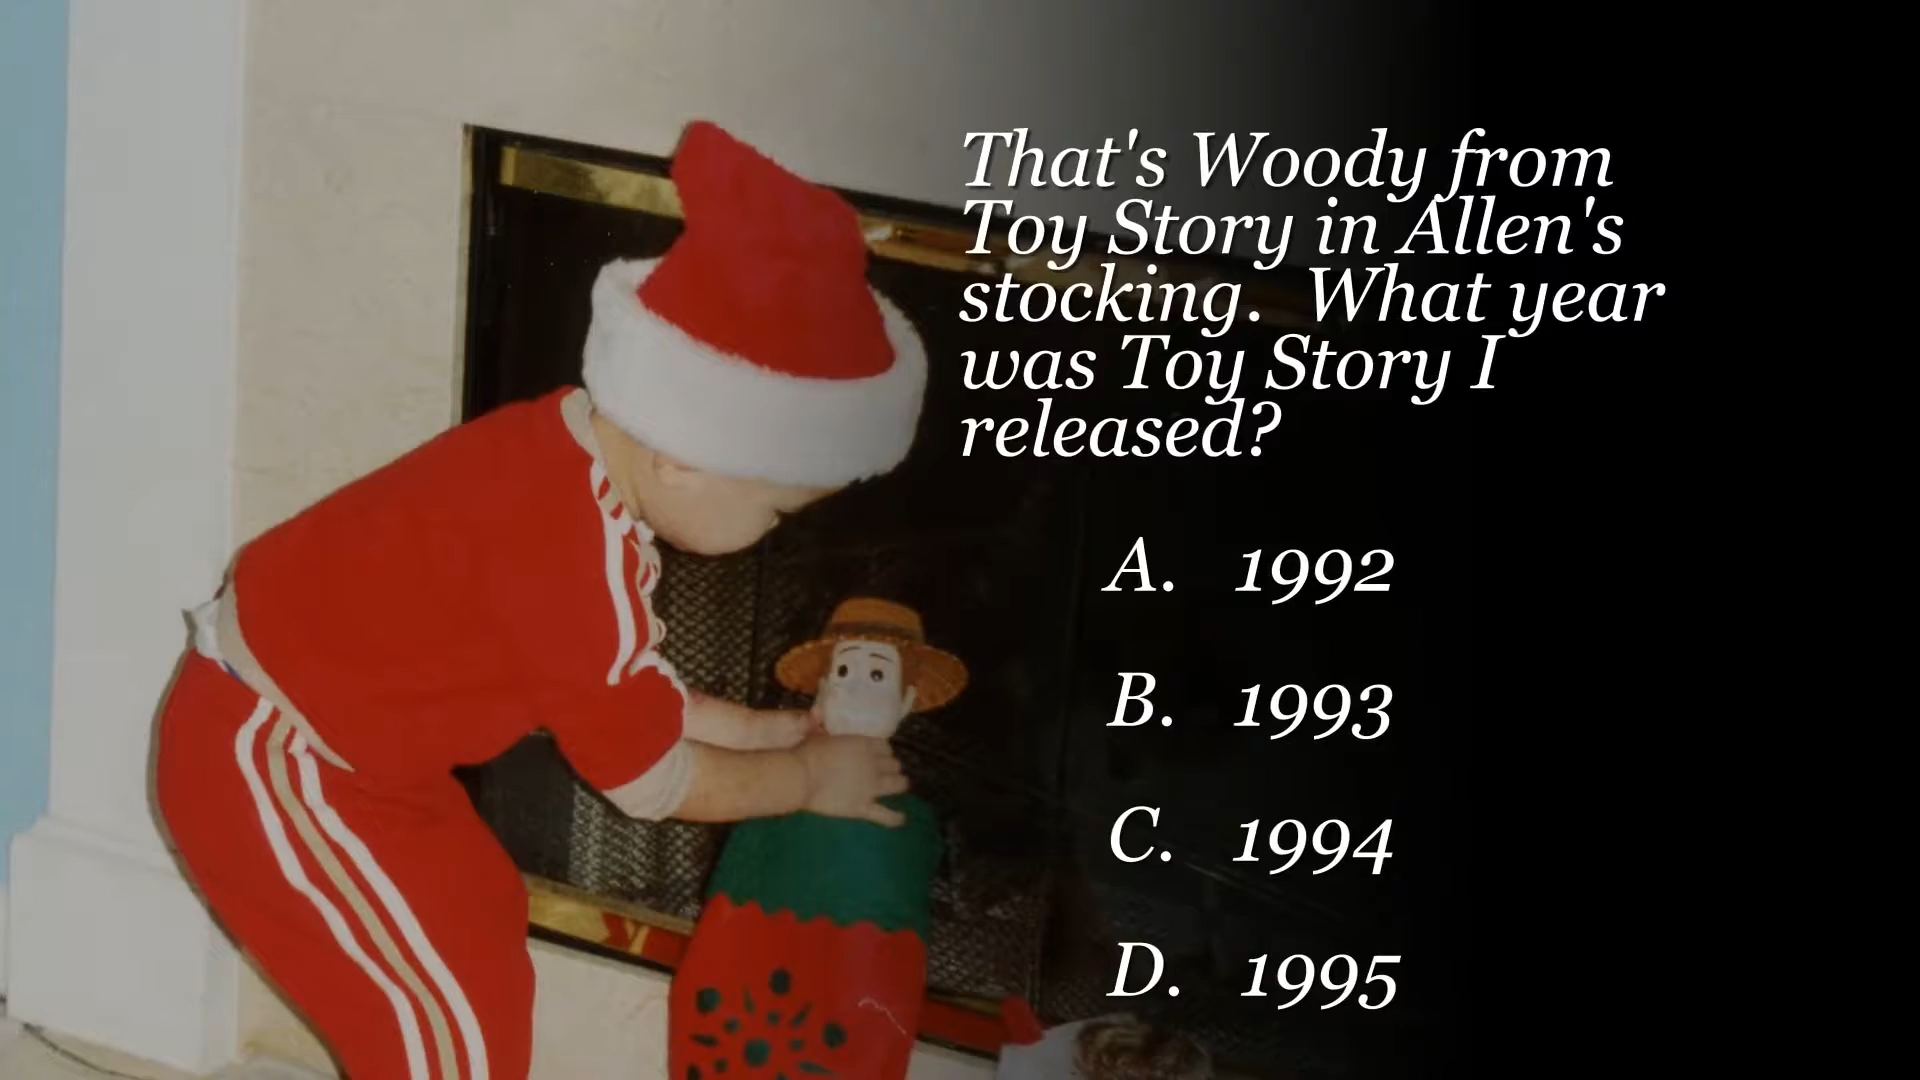 That's Woody from
Toy Story in Allen's
stocking.  What year
was Toy Story I
released?
A. 1992
B. 1993
C. 1994
D. 1995